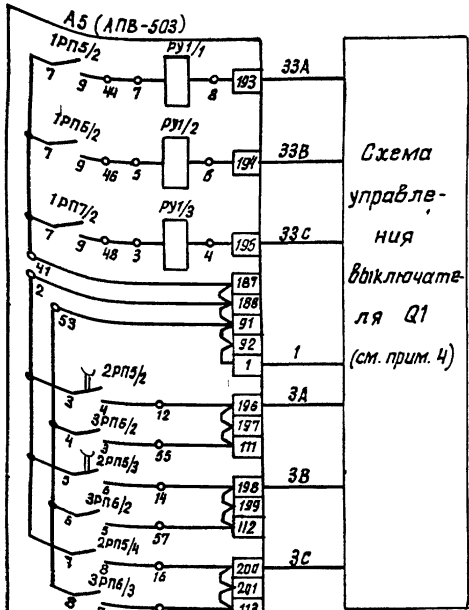 А5 (АПВ-503)
1РП5/2 РУ1/1 33А
7 9 44 7 8 193
1РП6/2 РУ1/2 33В
7 9 46 5 6 194
1РП7/2 РУ1/3 33С
7 9 48 3 4 195
Схема
управле-
ния
выключате-
ля Q1
(см. прим. 4)
41 187
2 188
53 91
92
1 1
2РП5/2 3А
3 4 12 196
3РП6/2 197
4 3 55 111
2РП5/3 3В
5 6 14 198
3РП6/2 199
6 5 57 112
2РП5/4 3С
7 8 16 200
3РП6/3 201
8 113